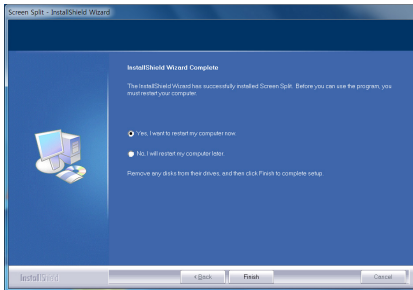 Screen Split - InstallShield Wizard
InstallShield Wizard Complete
The InstallShield Wizard has successfully installed Screen Split. Before you can use the program, you
must restart your computer.
Yes, I want to restart my computer now.
No, I will restart my computer later.
Remove any disks from their drives, and then click Finish to complete setup.
InstallShield
< Back
Finish
Cancel